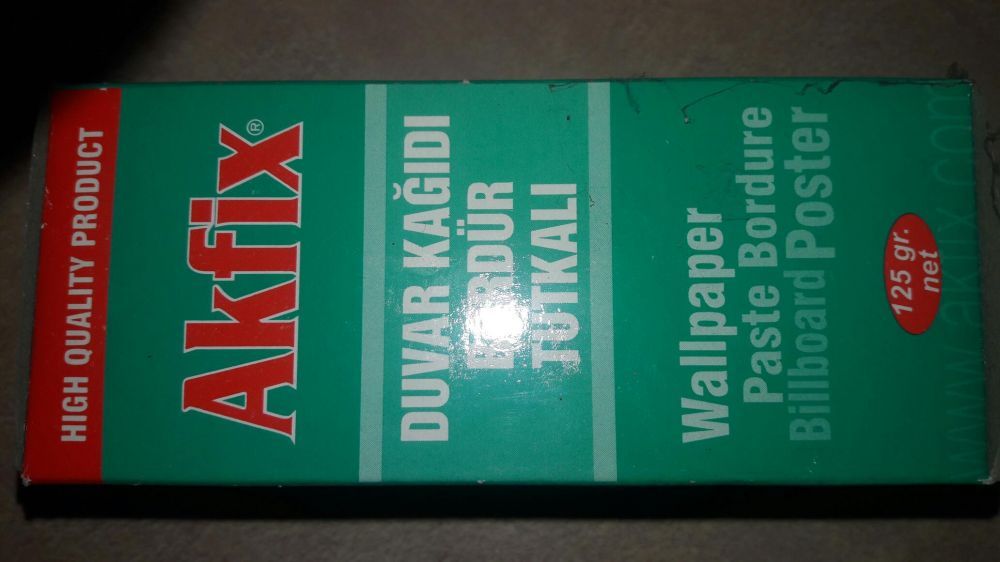 HIGH QUALITY PRODUCT
Akfix®
DUVAR KAĞIDI
BORDÜR
TUTKALI
Wallpaper
Paste Bordure
Billboard Poster
125 gr.
net
www.akfix.com